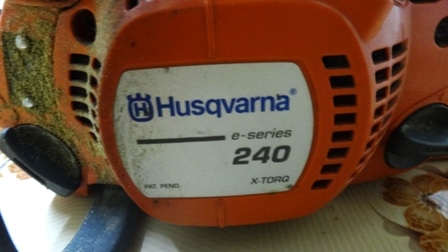 Husqvarna®
e-series
240
PAT. PEND. X-TORQ